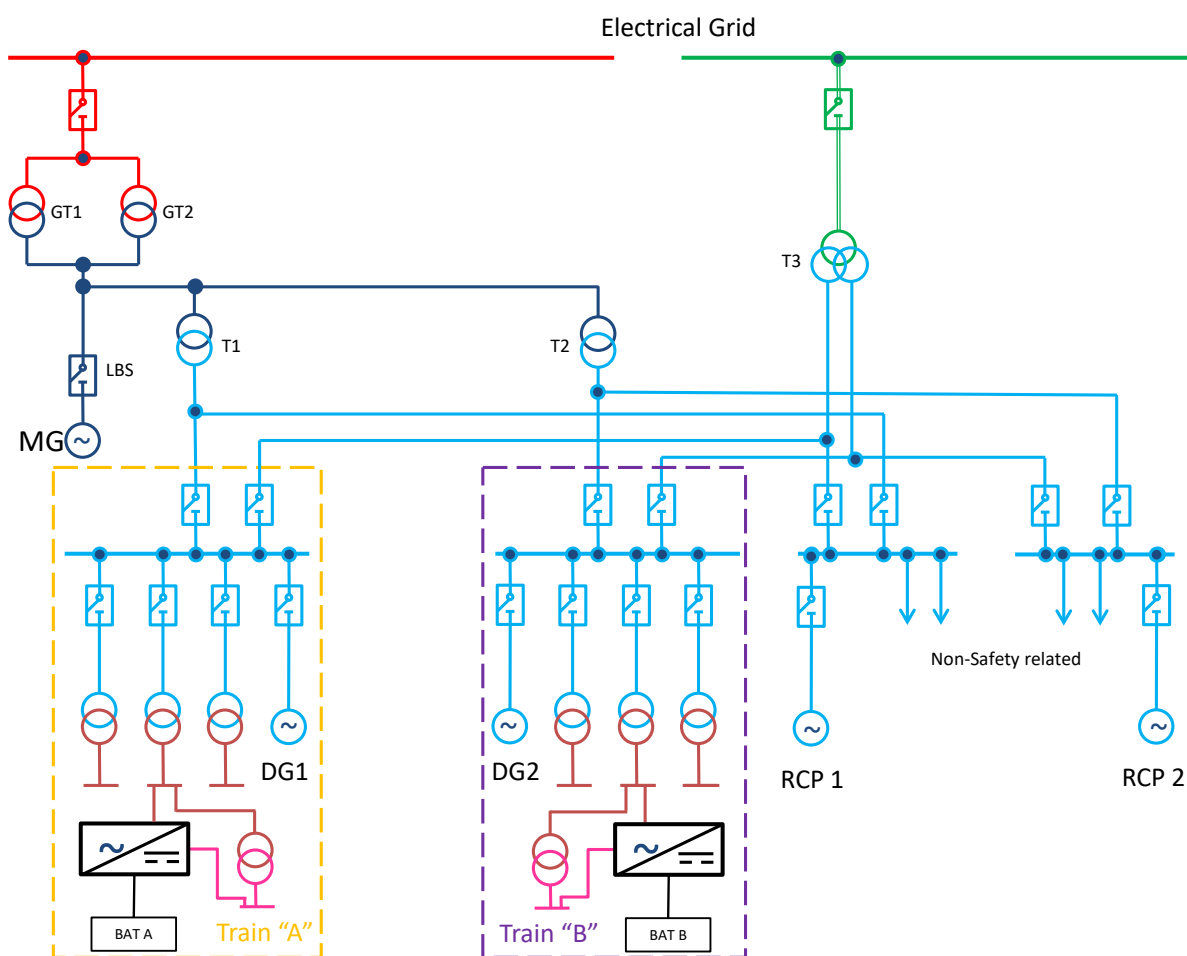 Electrical Grid
GT1
GT2
T3
T1
T2
LBS
MG
Non-Safety related
DG1
DG2
RCP 1
RCP 2
BAT A
Train “A”
Train “B”
BAT B